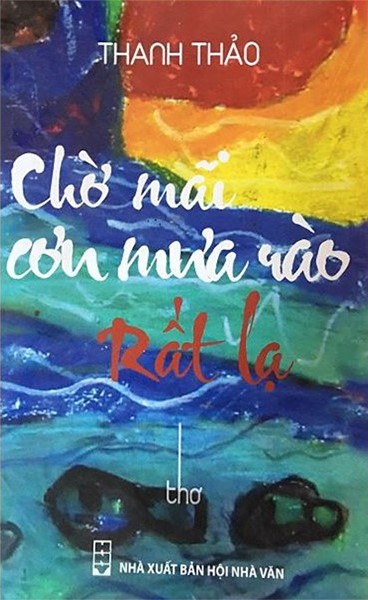 THANH THẢO
Chờ mãi
cơn mưa rào
Rất lạ
thơ
NHÀ XUẤT BẢN HỘI NHÀ VĂN